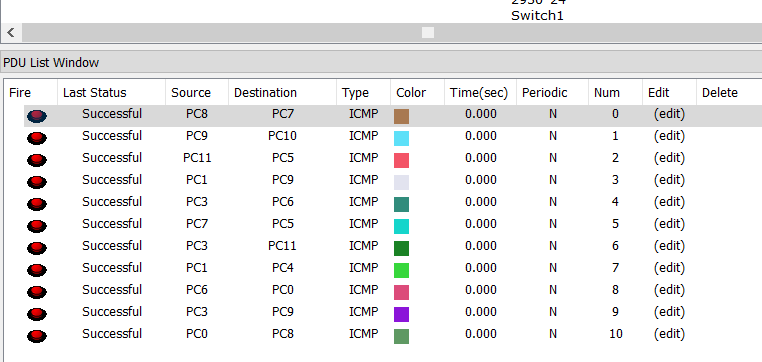 2950-24
Switch1
PDU List Window
Fire Last Status Source Destination Type Color Time(sec) Periodic Num Edit Delete
Successful PC8 PC7 ICMP 0.000 N 0 (edit)
Successful PC9 PC10 ICMP 0.000 N 1 (edit)
Successful PC11 PC5 ICMP 0.000 N 2 (edit)
Successful PC1 PC9 ICMP 0.000 N 3 (edit)
Successful PC3 PC6 ICMP 0.000 N 4 (edit)
Successful PC7 PC5 ICMP 0.000 N 5 (edit)
Successful PC3 PC11 ICMP 0.000 N 6 (edit)
Successful PC1 PC4 ICMP 0.000 N 7 (edit)
Successful PC6 PC0 ICMP 0.000 N 8 (edit)
Successful PC3 PC9 ICMP 0.000 N 9 (edit)
Successful PC0 PC8 ICMP 0.000 N 10 (edit)